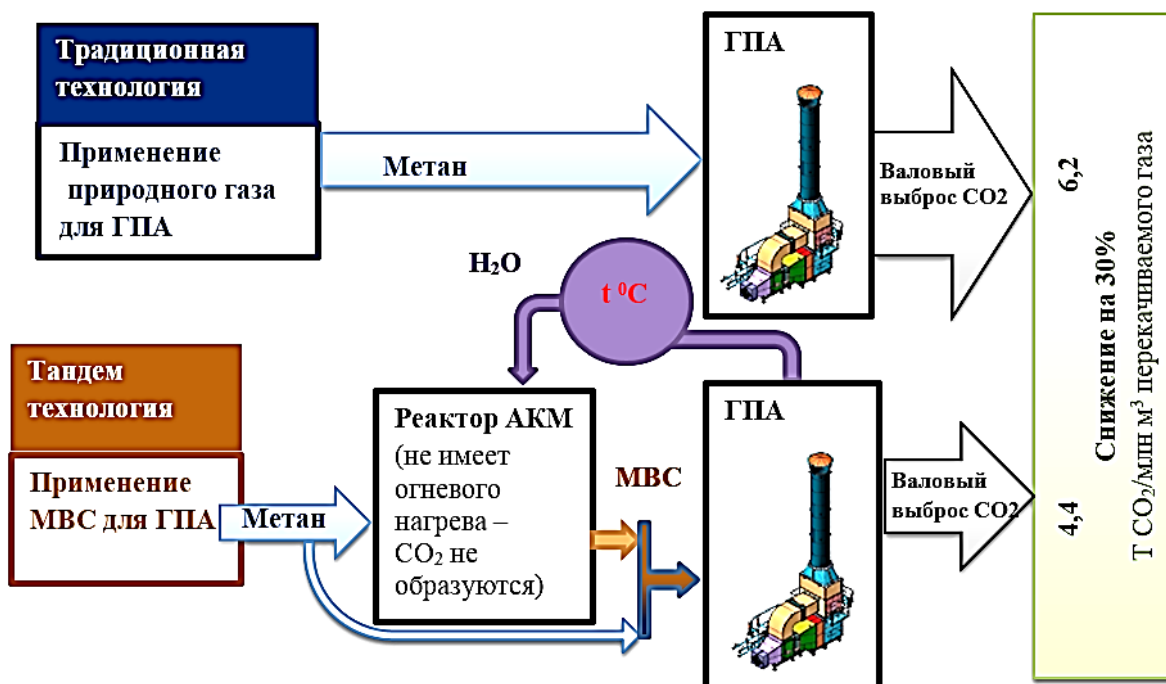 Традиционная
технология
Применение
природного газа
для ГПА
Метан
ГПА
Валовый
выброс СО2
H₂O
t ⁰C
Тандем
технология
Применение
МВС для ГПА
Метан
Реактор АКМ
(не имеет
огневого
нагрева –
CO₂ не
образуются)
МВС
ГПА
Валовый
выброс СО2
6,2
4,4
Снижение на 30%
Т CO₂/млн м³ перекачиваемого газа